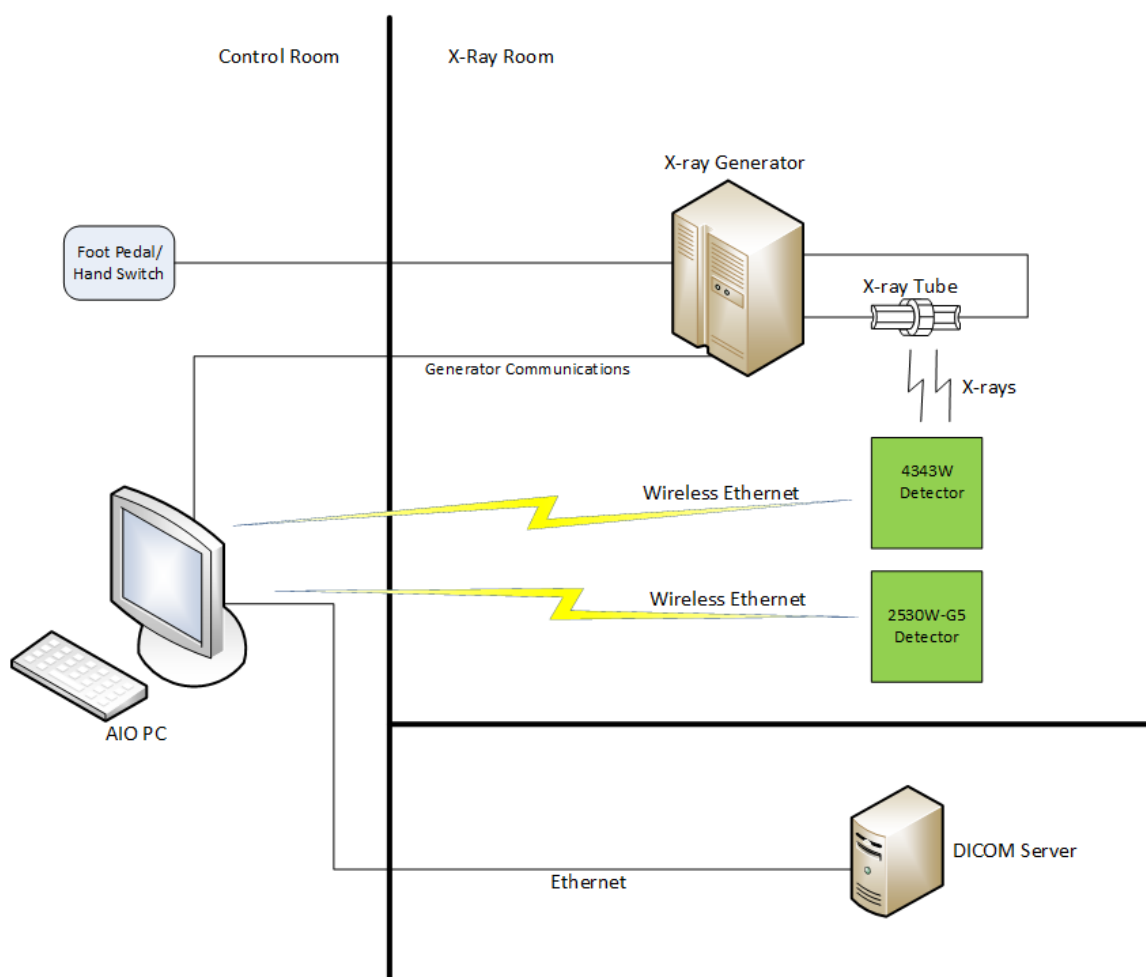 Control Room
X-Ray Room
X-ray Generator
Foot Pedal/
Hand Switch
X-ray Tube
Generator Communications
X-rays
4343W
Detector
Wireless Ethernet
Wireless Ethernet
2530W-G5
Detector
AIO PC
DICOM Server
Ethernet